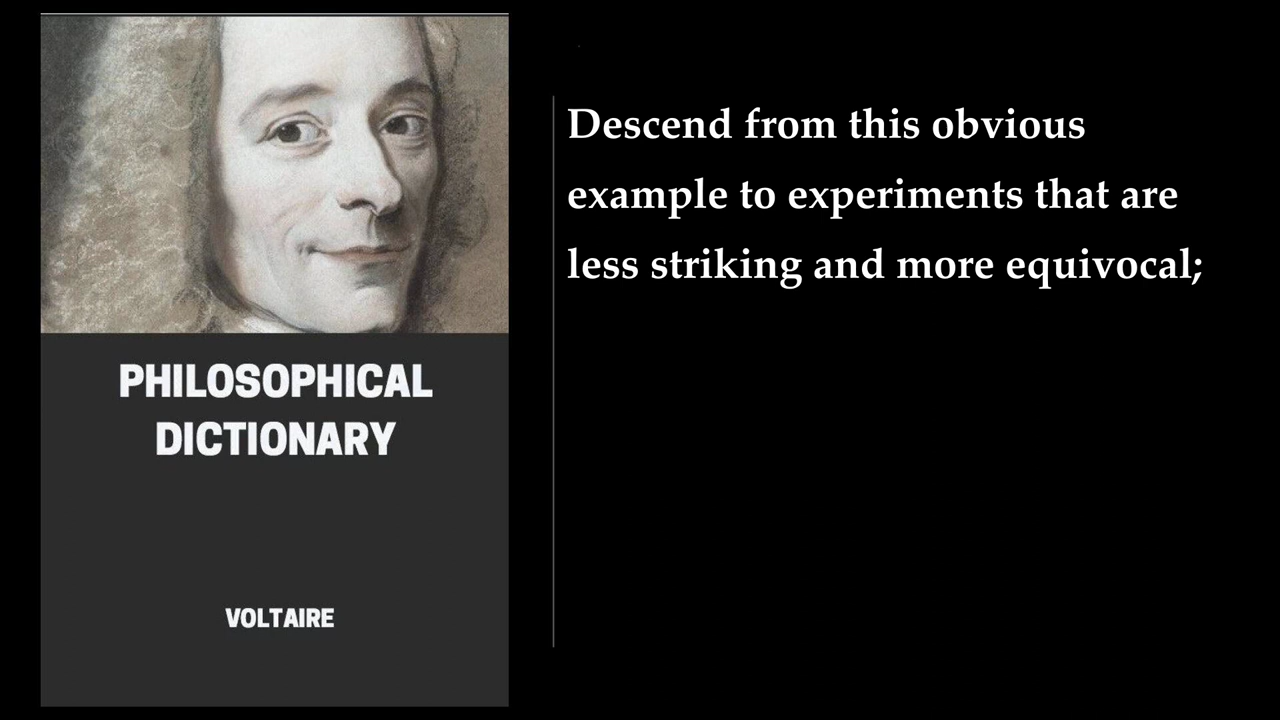 PHILOSOPHICAL
DICTIONARY
VOLTAIRE
Descend from this obvious
example to experiments that are
less striking and more equivocal;